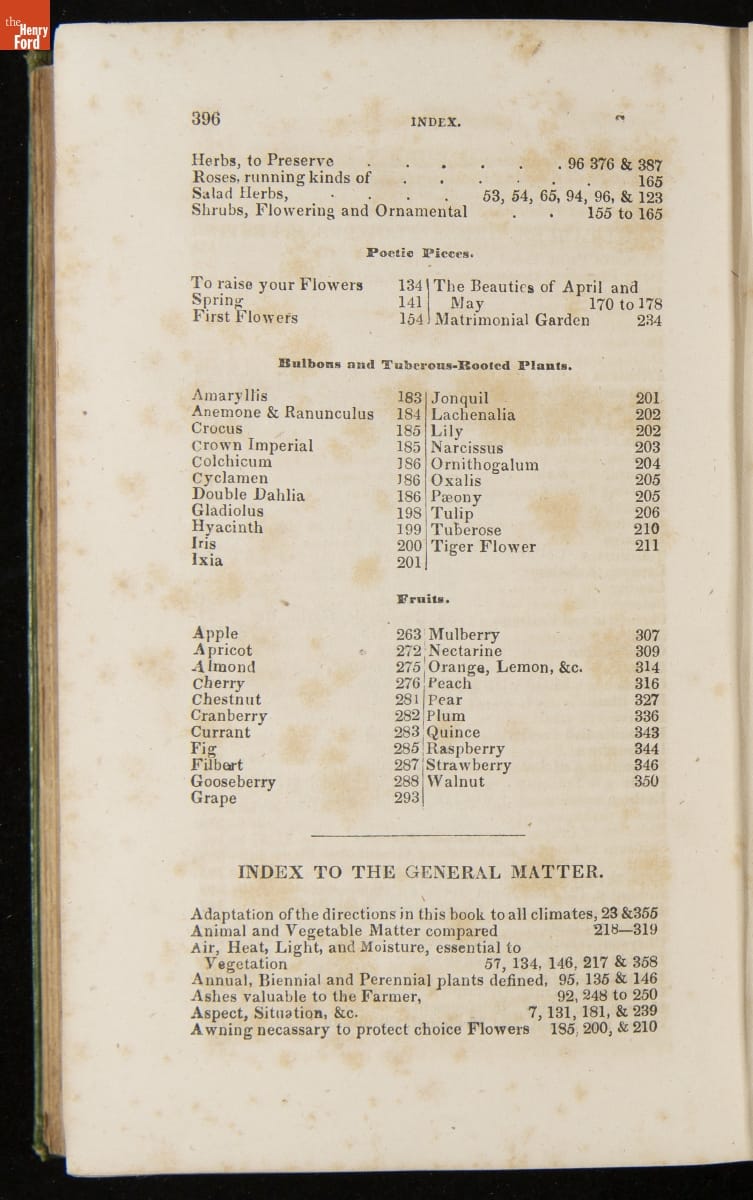 the
Henry
Ford
396
INDEX.
Herbs, to Preserve . . . . . . 96 376 & 387
Roses, running kinds of . . . . . . 165
Salad Herbs, . . . . 53, 54, 65, 94, 96, & 123
Shrubs, Flowering and Ornamental . . 155 to 165
Poetic Pieces.
To raise your Flowers 134
Spring 141
First Flowers 154
The Beauties of April and
May 170 to 178
Matrimonial Garden 234
Bulbous and Tuberous-Rooted Plants.
Amaryllis 183
Anemone & Ranunculus 184
Crocus 185
Crown Imperial 185
Colchicum 186
Cyclamen 186
Double Dahlia 186
Gladiolus 198
Hyacinth 199
Iris 200
Ixia 201
Jonquil 201
Lachenalia 202
Lily 202
Narcissus 203
Ornithogalum 204
Oxalis 205
Pæony 205
Tulip 206
Tuberose 210
Tiger Flower 211
Fruits.
Apple 263
Apricot 272
Almond 275
Cherry 276
Chestnut 281
Cranberry 282
Currant 283
Fig 285
Filbert 287
Gooseberry 288
Grape 293
Mulberry 307
Nectarine 309
Orange, Lemon, &c. 314
Peach 316
Pear 327
Plum 336
Quince 343
Raspberry 344
Strawberry 346
Walnut 350
INDEX TO THE GENERAL MATTER.
Adaptation of the directions in this book to all climates, 23 &355
Animal and Vegetable Matter compared 218—319
Air, Heat, Light, and Moisture, essential to
Vegetation 57, 134, 146, 217 & 358
Annual, Biennial and Perennial plants defined, 95, 135 & 146
Ashes valuable to the Farmer, 92, 248 to 250
Aspect, Situation, &c. 7, 131, 181, & 239
Awning necassary to protect choice Flowers 185, 200, & 210